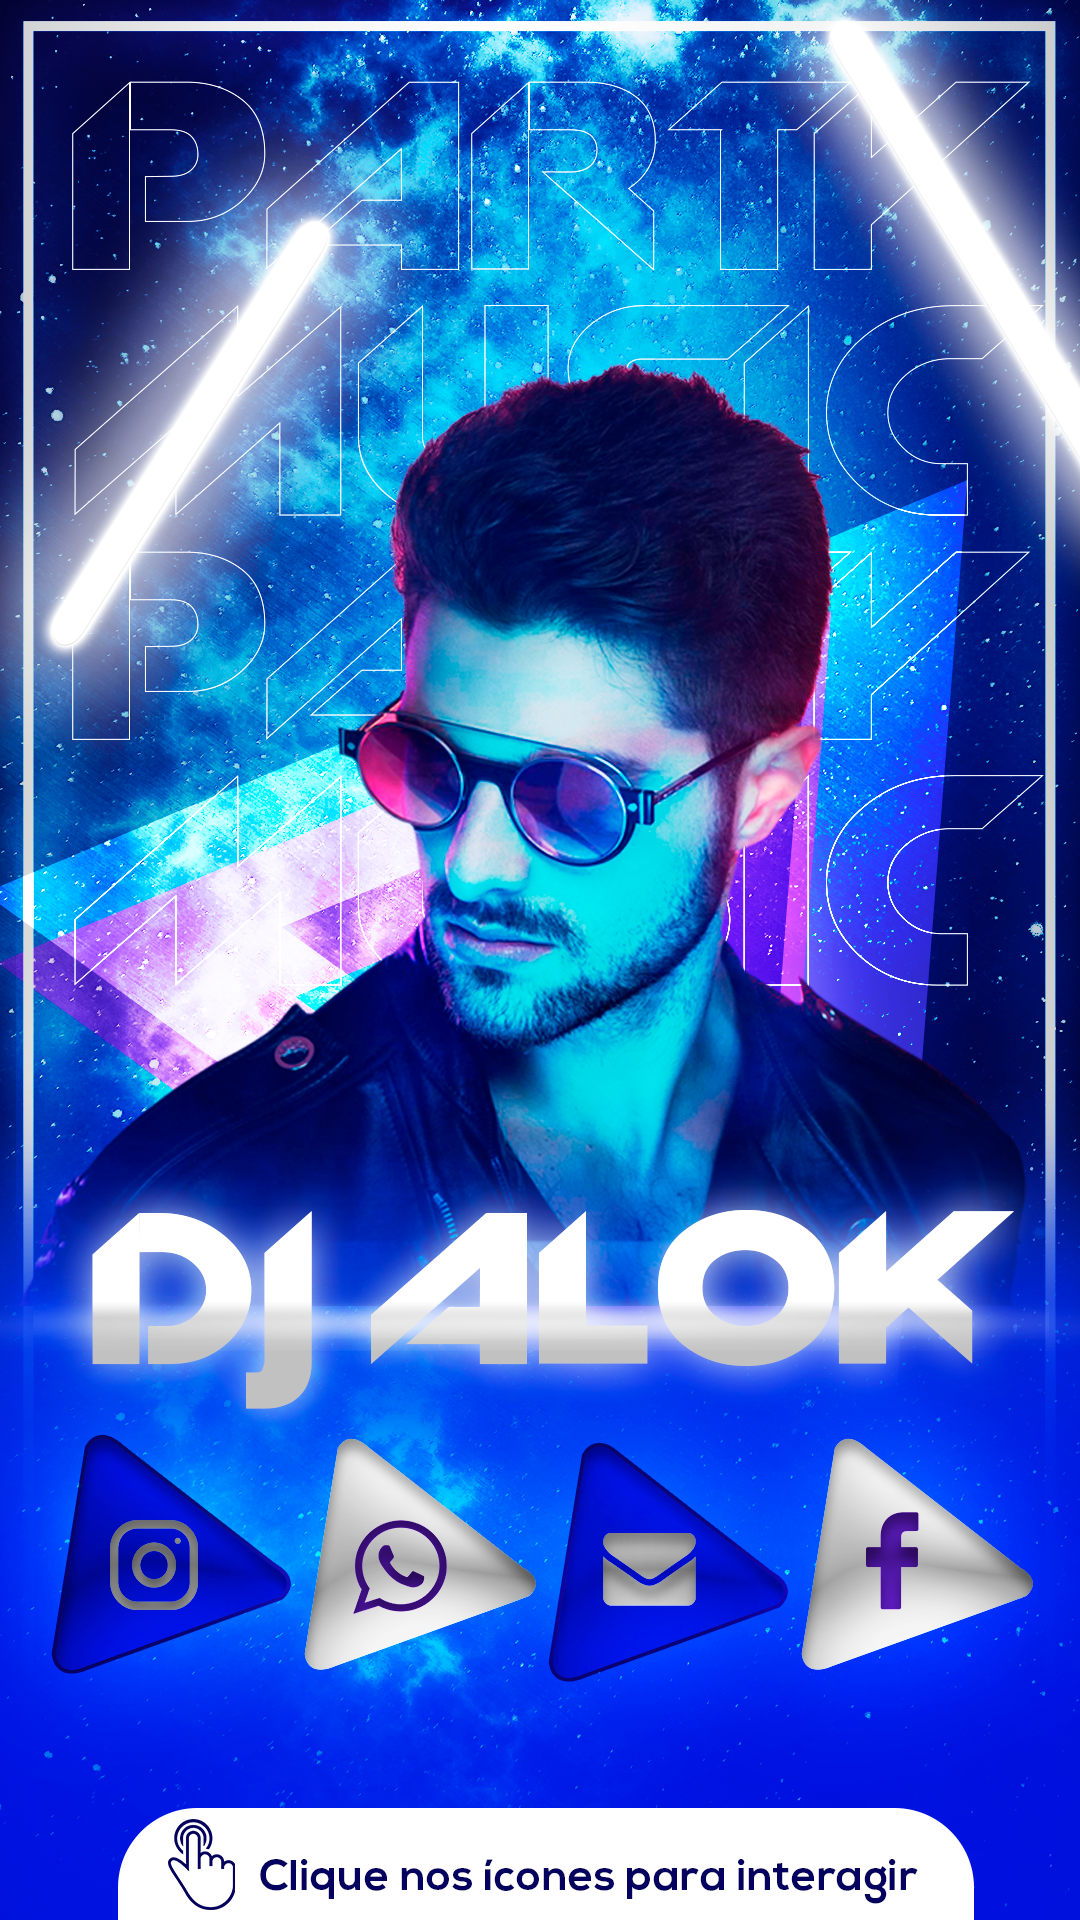 PARTY
MUSIC
PARTY
MUSIC
DJ ALOK
Clique nos ícones para interagir